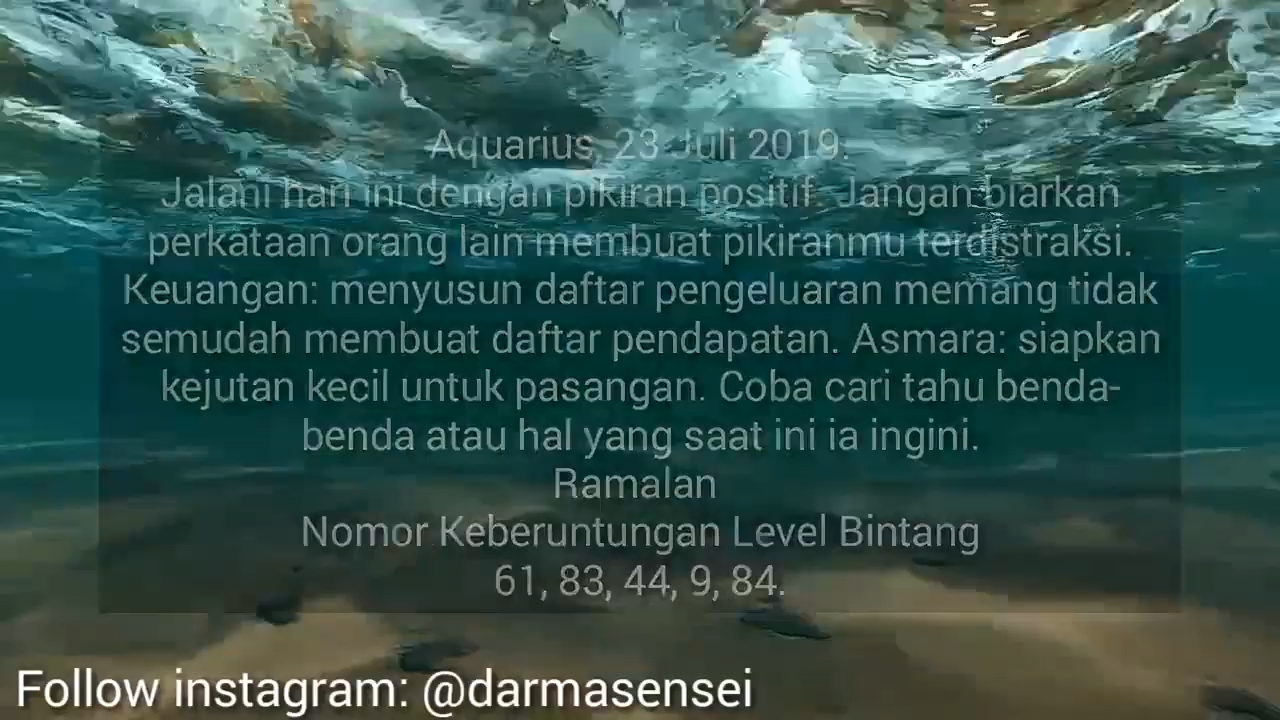 Aquarius, 23 Juli 2019.
Jalani hari ini dengan pikiran positif. Jangan biarkan
perkataan orang lain membuat pikiranmu terdistraksi.
Keuangan: menyusun daftar pengeluaran memang tidak
semudah membuat daftar pendapatan. Asmara: siapkan
kejutan kecil untuk pasangan. Coba cari tahu benda-
benda atau hal yang saat ini ia ingini.
Ramalan
Nomor Keberuntungan Level Bintang
61, 83, 44, 9, 84.
Follow instagram: @darmasensei